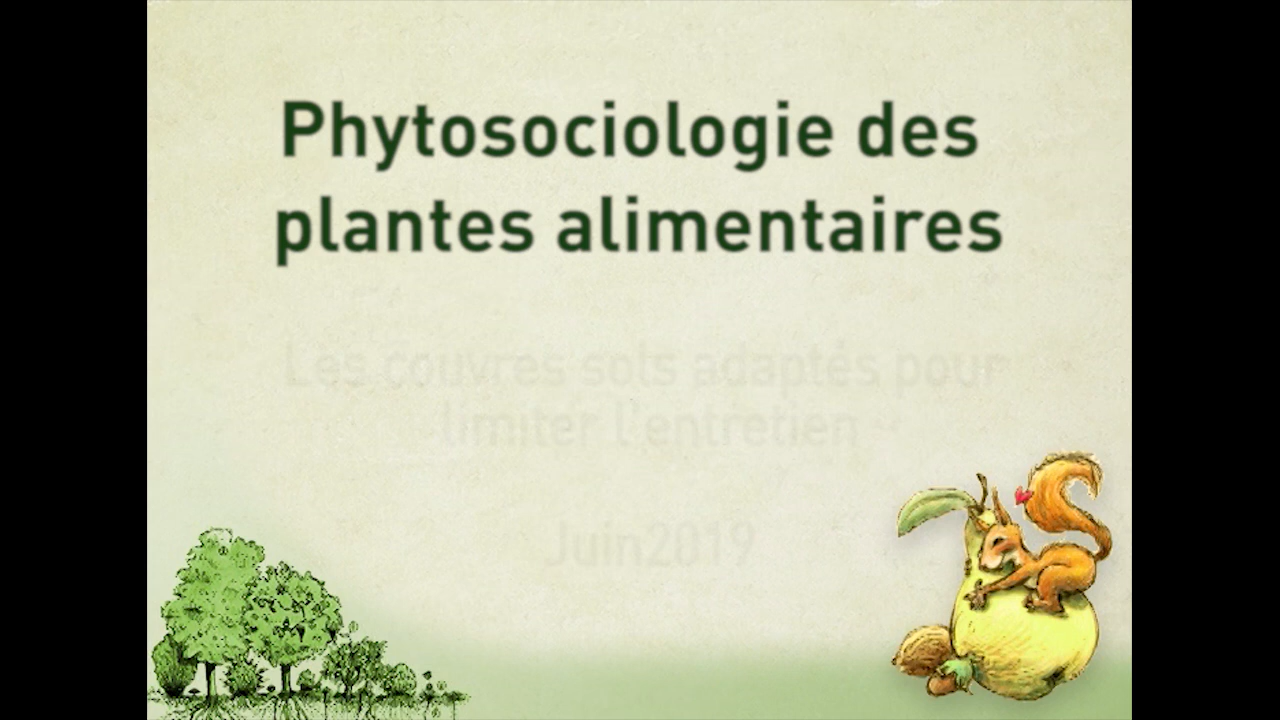 Phytosociologie des
plantes alimentaires
Les couvres sols adaptés pour
limiter l'entretien
Juin2019